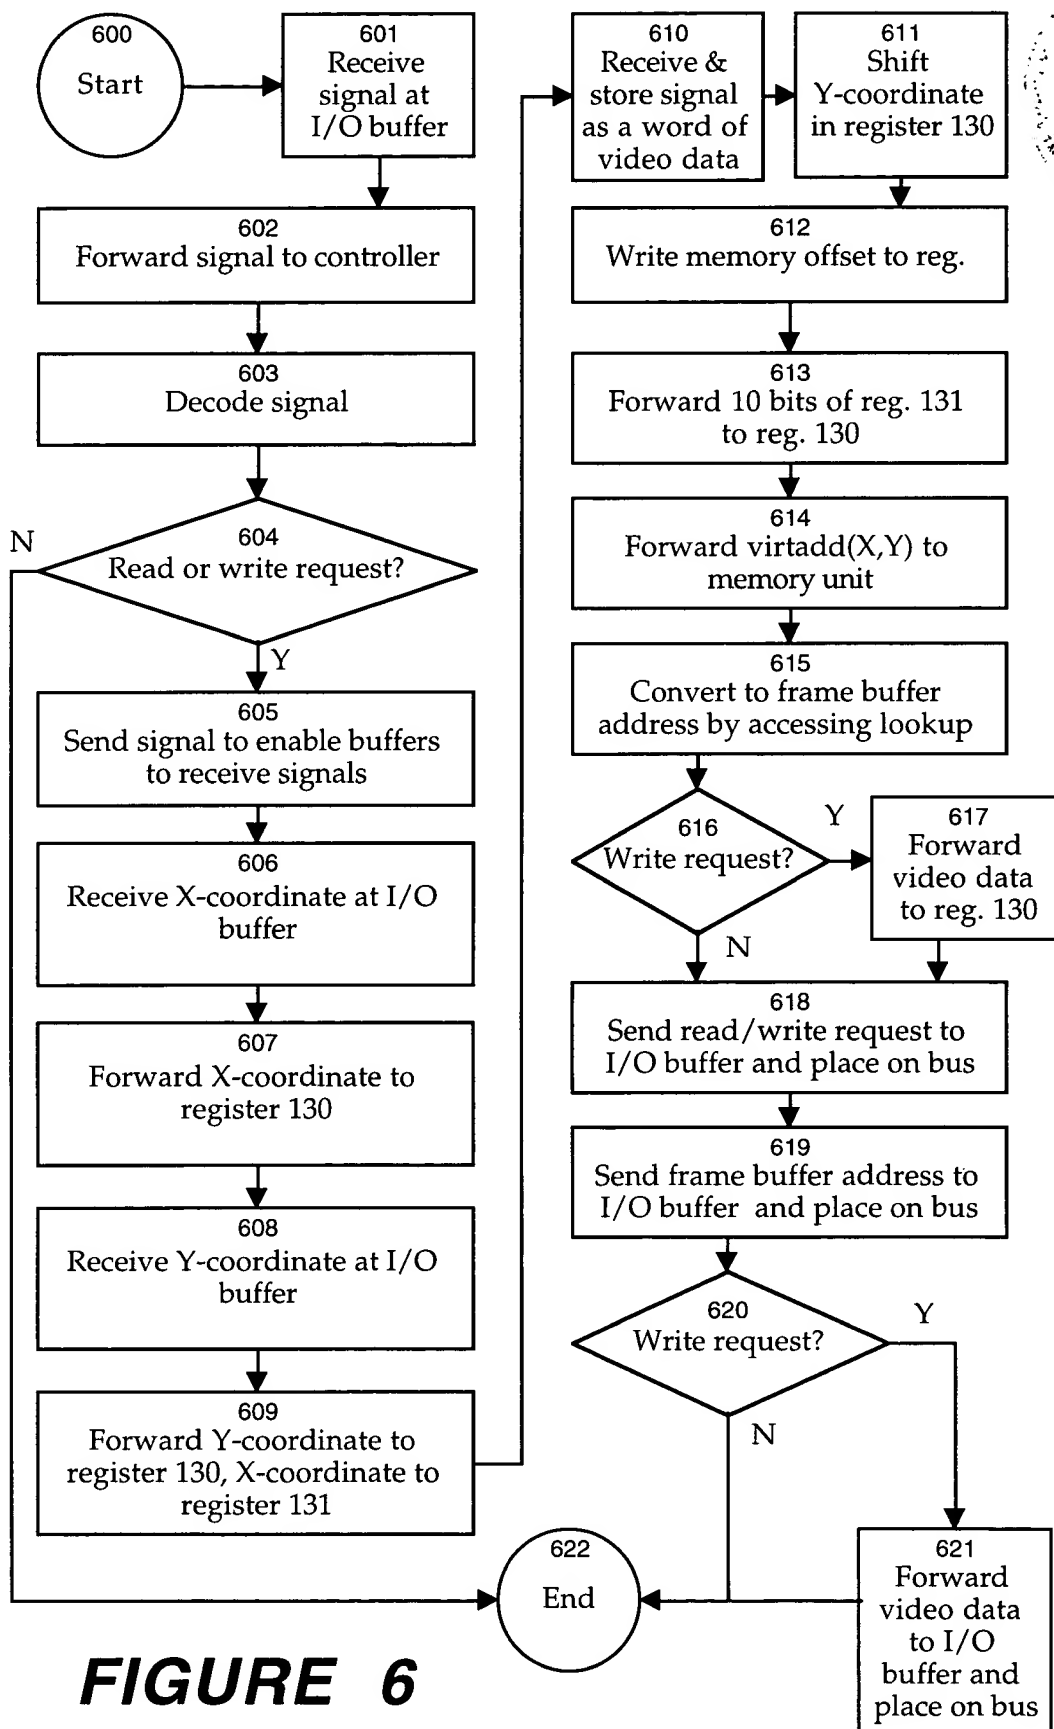 600
Start
601
Receive
signal at
I/O buffer
602
Forward signal to controller
603
Decode signal
N
604
Read or write request?
Y
605
Send signal to enable buffers
to receive signals
606
Receive X-coordinate at I/O
buffer
607
Forward X-coordinate to
register 130
608
Receive Y-coordinate at I/O
buffer
609
Forward Y-coordinate to
register 130, X-coordinate to
register 131
610
Receive &
store signal
as a word of
video data
611
Shift
Y-coordinate
in register 130
612
Write memory offset to reg.
613
Forward 10 bits of reg. 131
to reg. 130
614
Forward virtadd(X,Y) to
memory unit
615
Convert to frame buffer
address by accessing lookup
616
Write request?
Y
N
617
Forward
video data
to reg. 130
618
Send read/write request to
I/O buffer and place on bus
619
Send frame buffer address to
I/O buffer and place on bus
620
Write request?
Y
N
621
Forward
video data
to I/O
buffer and
place on bus
622
End
FIGURE 6